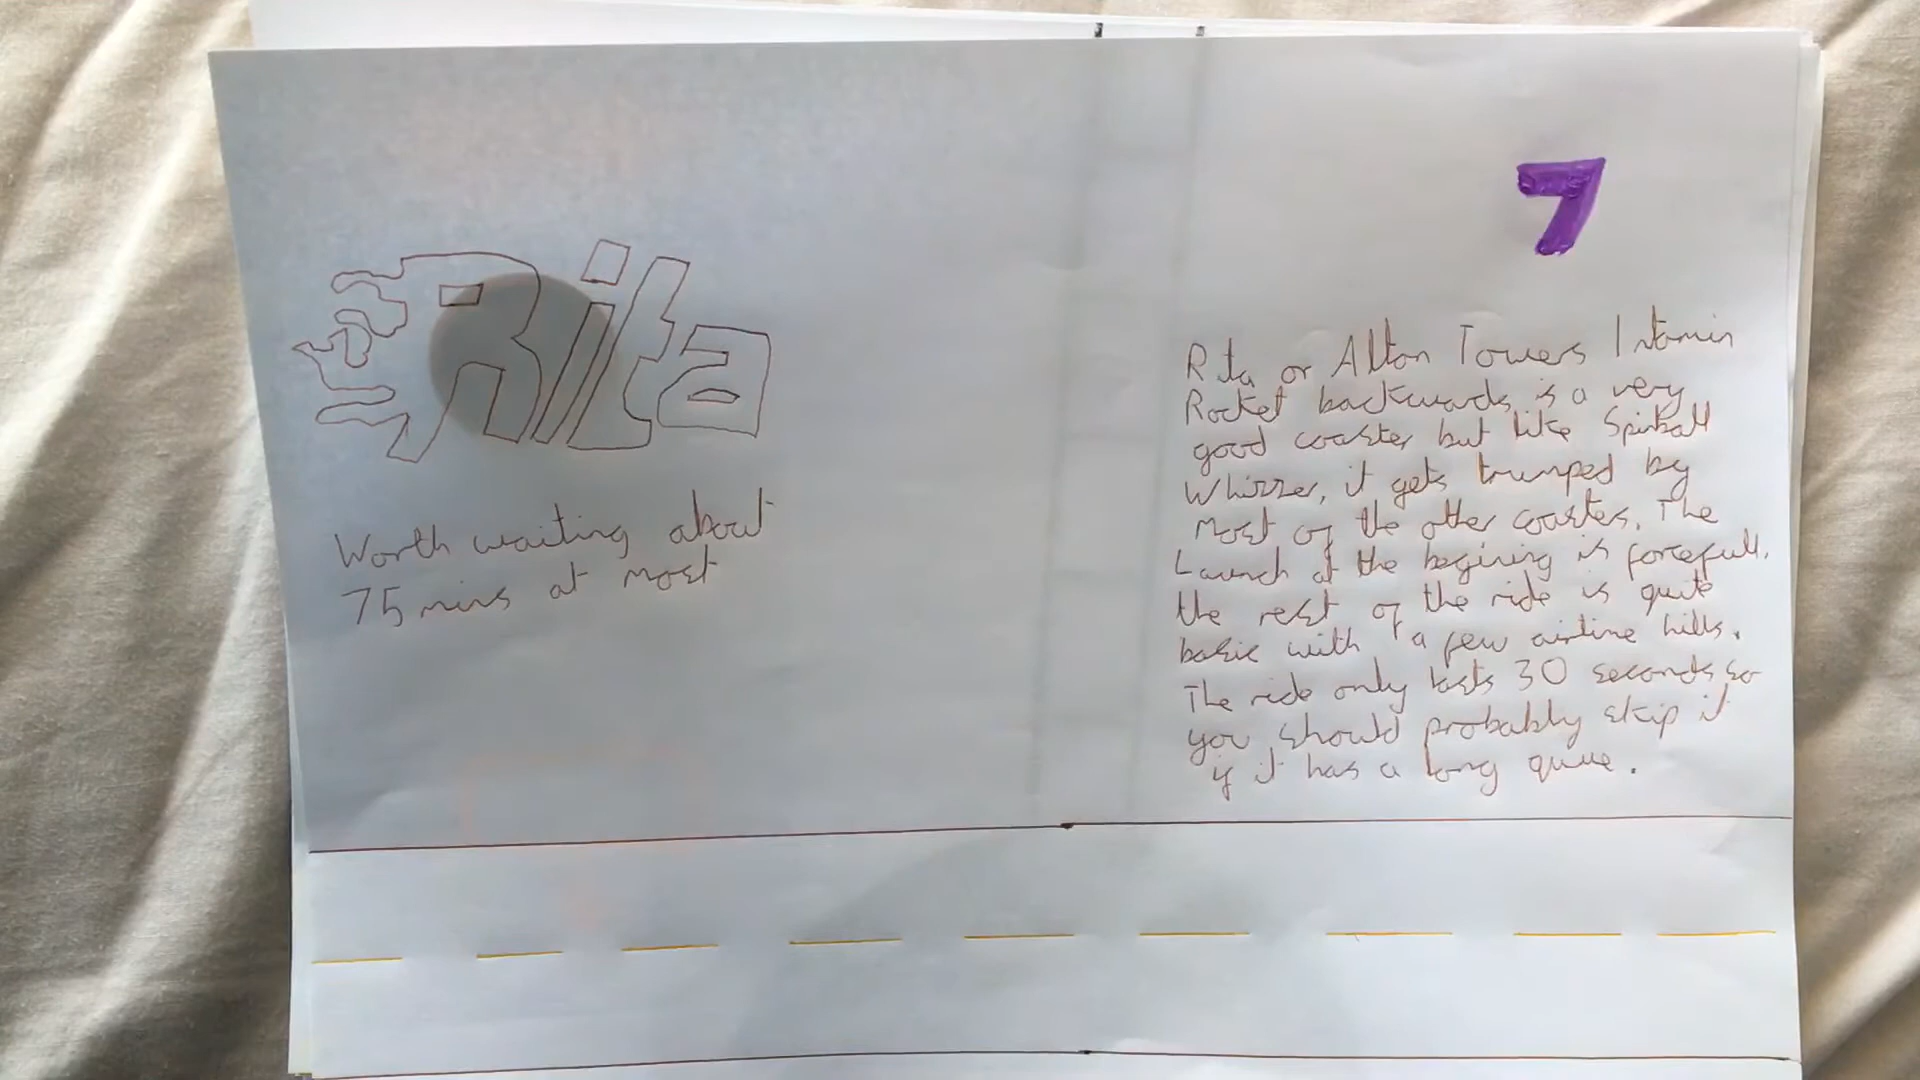 Rita
Worth waiting about
75 mins at most
7
Rita or Alton Towers Intamin
Rocket backwards is a very
good coaster but like Spinball
Whizzer, it gets trumped by
most of the other coasters. The
Launch at the begining is forcefull.
the rest of the ride is quite
basic with a few airtime hills.
The ride only lasts 30 seconds so
you should probably skip it
if it has a long queue.